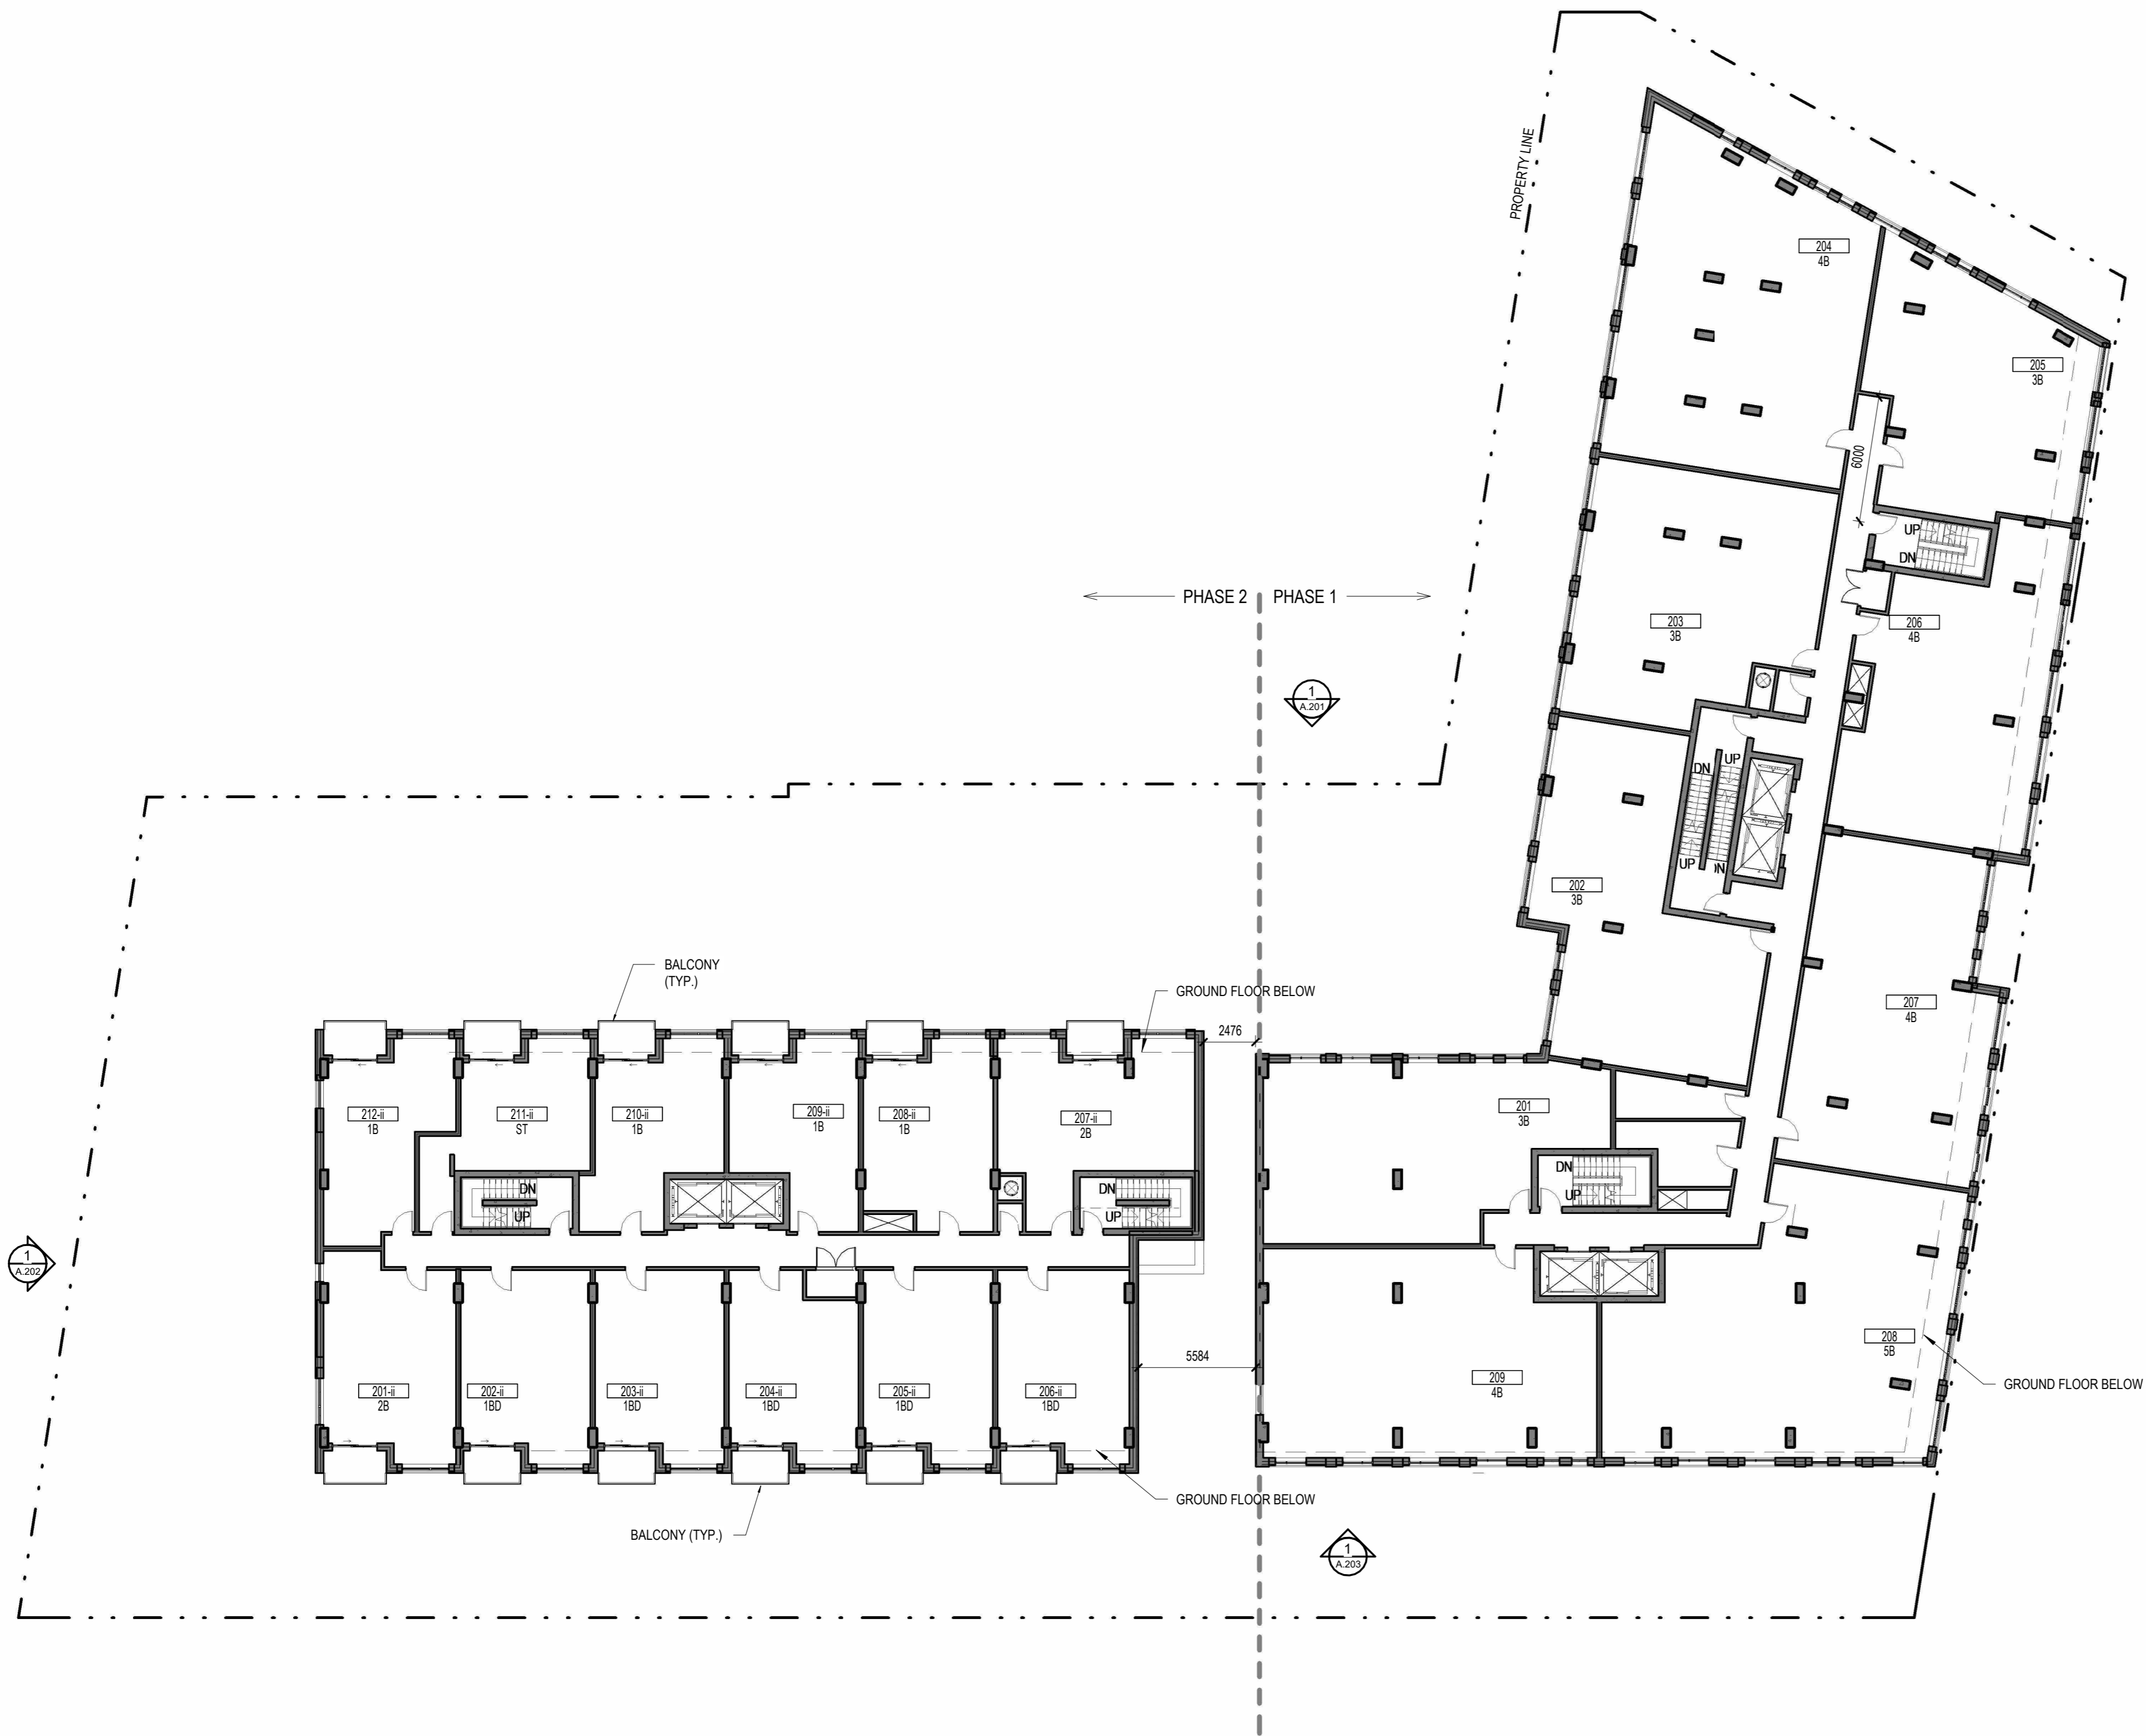 PROPERTY LINE
204
4B
205
3B
6000
UP
DN
PHASE 2
PHASE 1
203
3B
206
4B
1
A.201
DN
UP
UP
202
3B
207
4B
BALCONY
(TYP.)
GROUND FLOOR BELOW
2476
212-ii
1B
211-ii
ST
210-ii
1B
209-ii
1B
208-ii
1B
207-ii
2B
201
3B
DN
UP
DN
UP
DN
UP
1
A.202
5584
208
5B
GROUND FLOOR BELOW
201-ii
2B
202-ii
1BD
203-ii
1BD
204-ii
1BD
205-ii
1BD
206-ii
1BD
209
4B
GROUND FLOOR BELOW
BALCONY (TYP.)
1
A.203